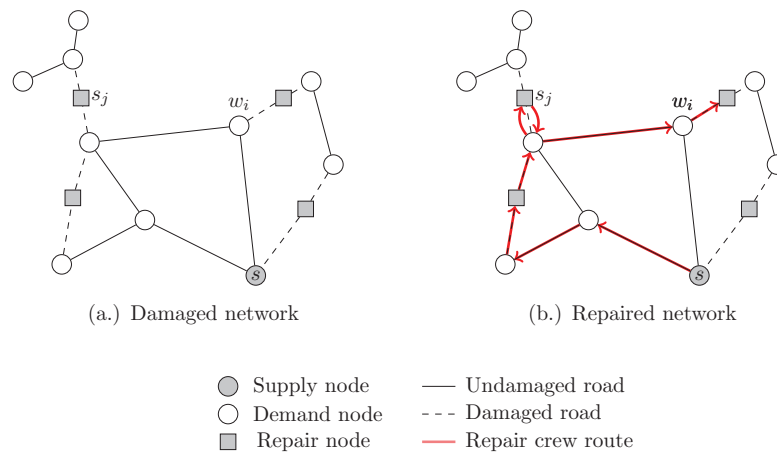 s_j
w_i
s
(a.) Damaged network
s_j
w_i
s
(b.) Repaired network
Supply node
Demand node
Repair node
Undamaged road
Damaged road
Repair crew route